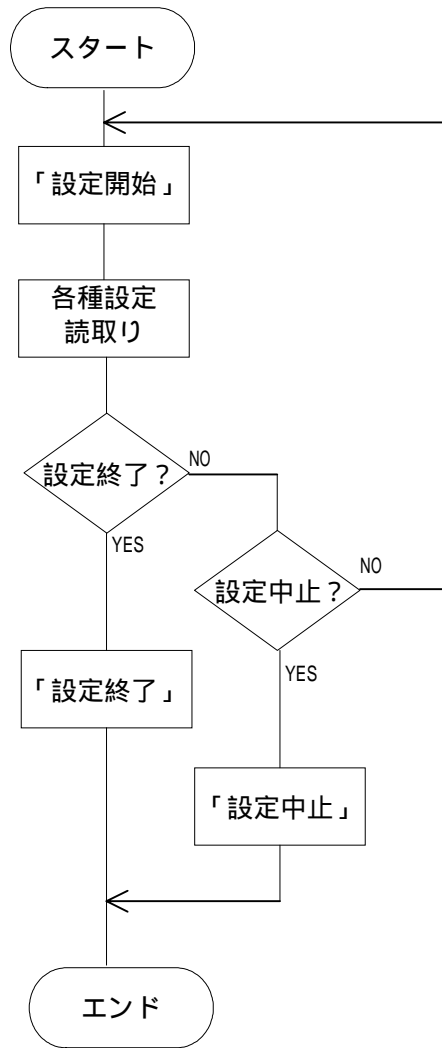 スタート
「設定開始」
各種設定
読取り
設定終了?
NO
YES
設定中止?
NO
YES
「設定終了」
「設定中止」
エンド